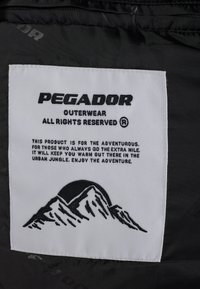 PEGADOR
OUTERWEAR
ALL RIGHTS RESERVED ®
THIS PRODUCT IS FOR THE ADVENTUROUS.
FOR THOSE WHO ALWAYS DO THE EXTRA MILE.
IT WILL KEEP YOU WARM OUT THERE IN THE
URBAN JUNGLE. ENJOY THE ADVENTURE.